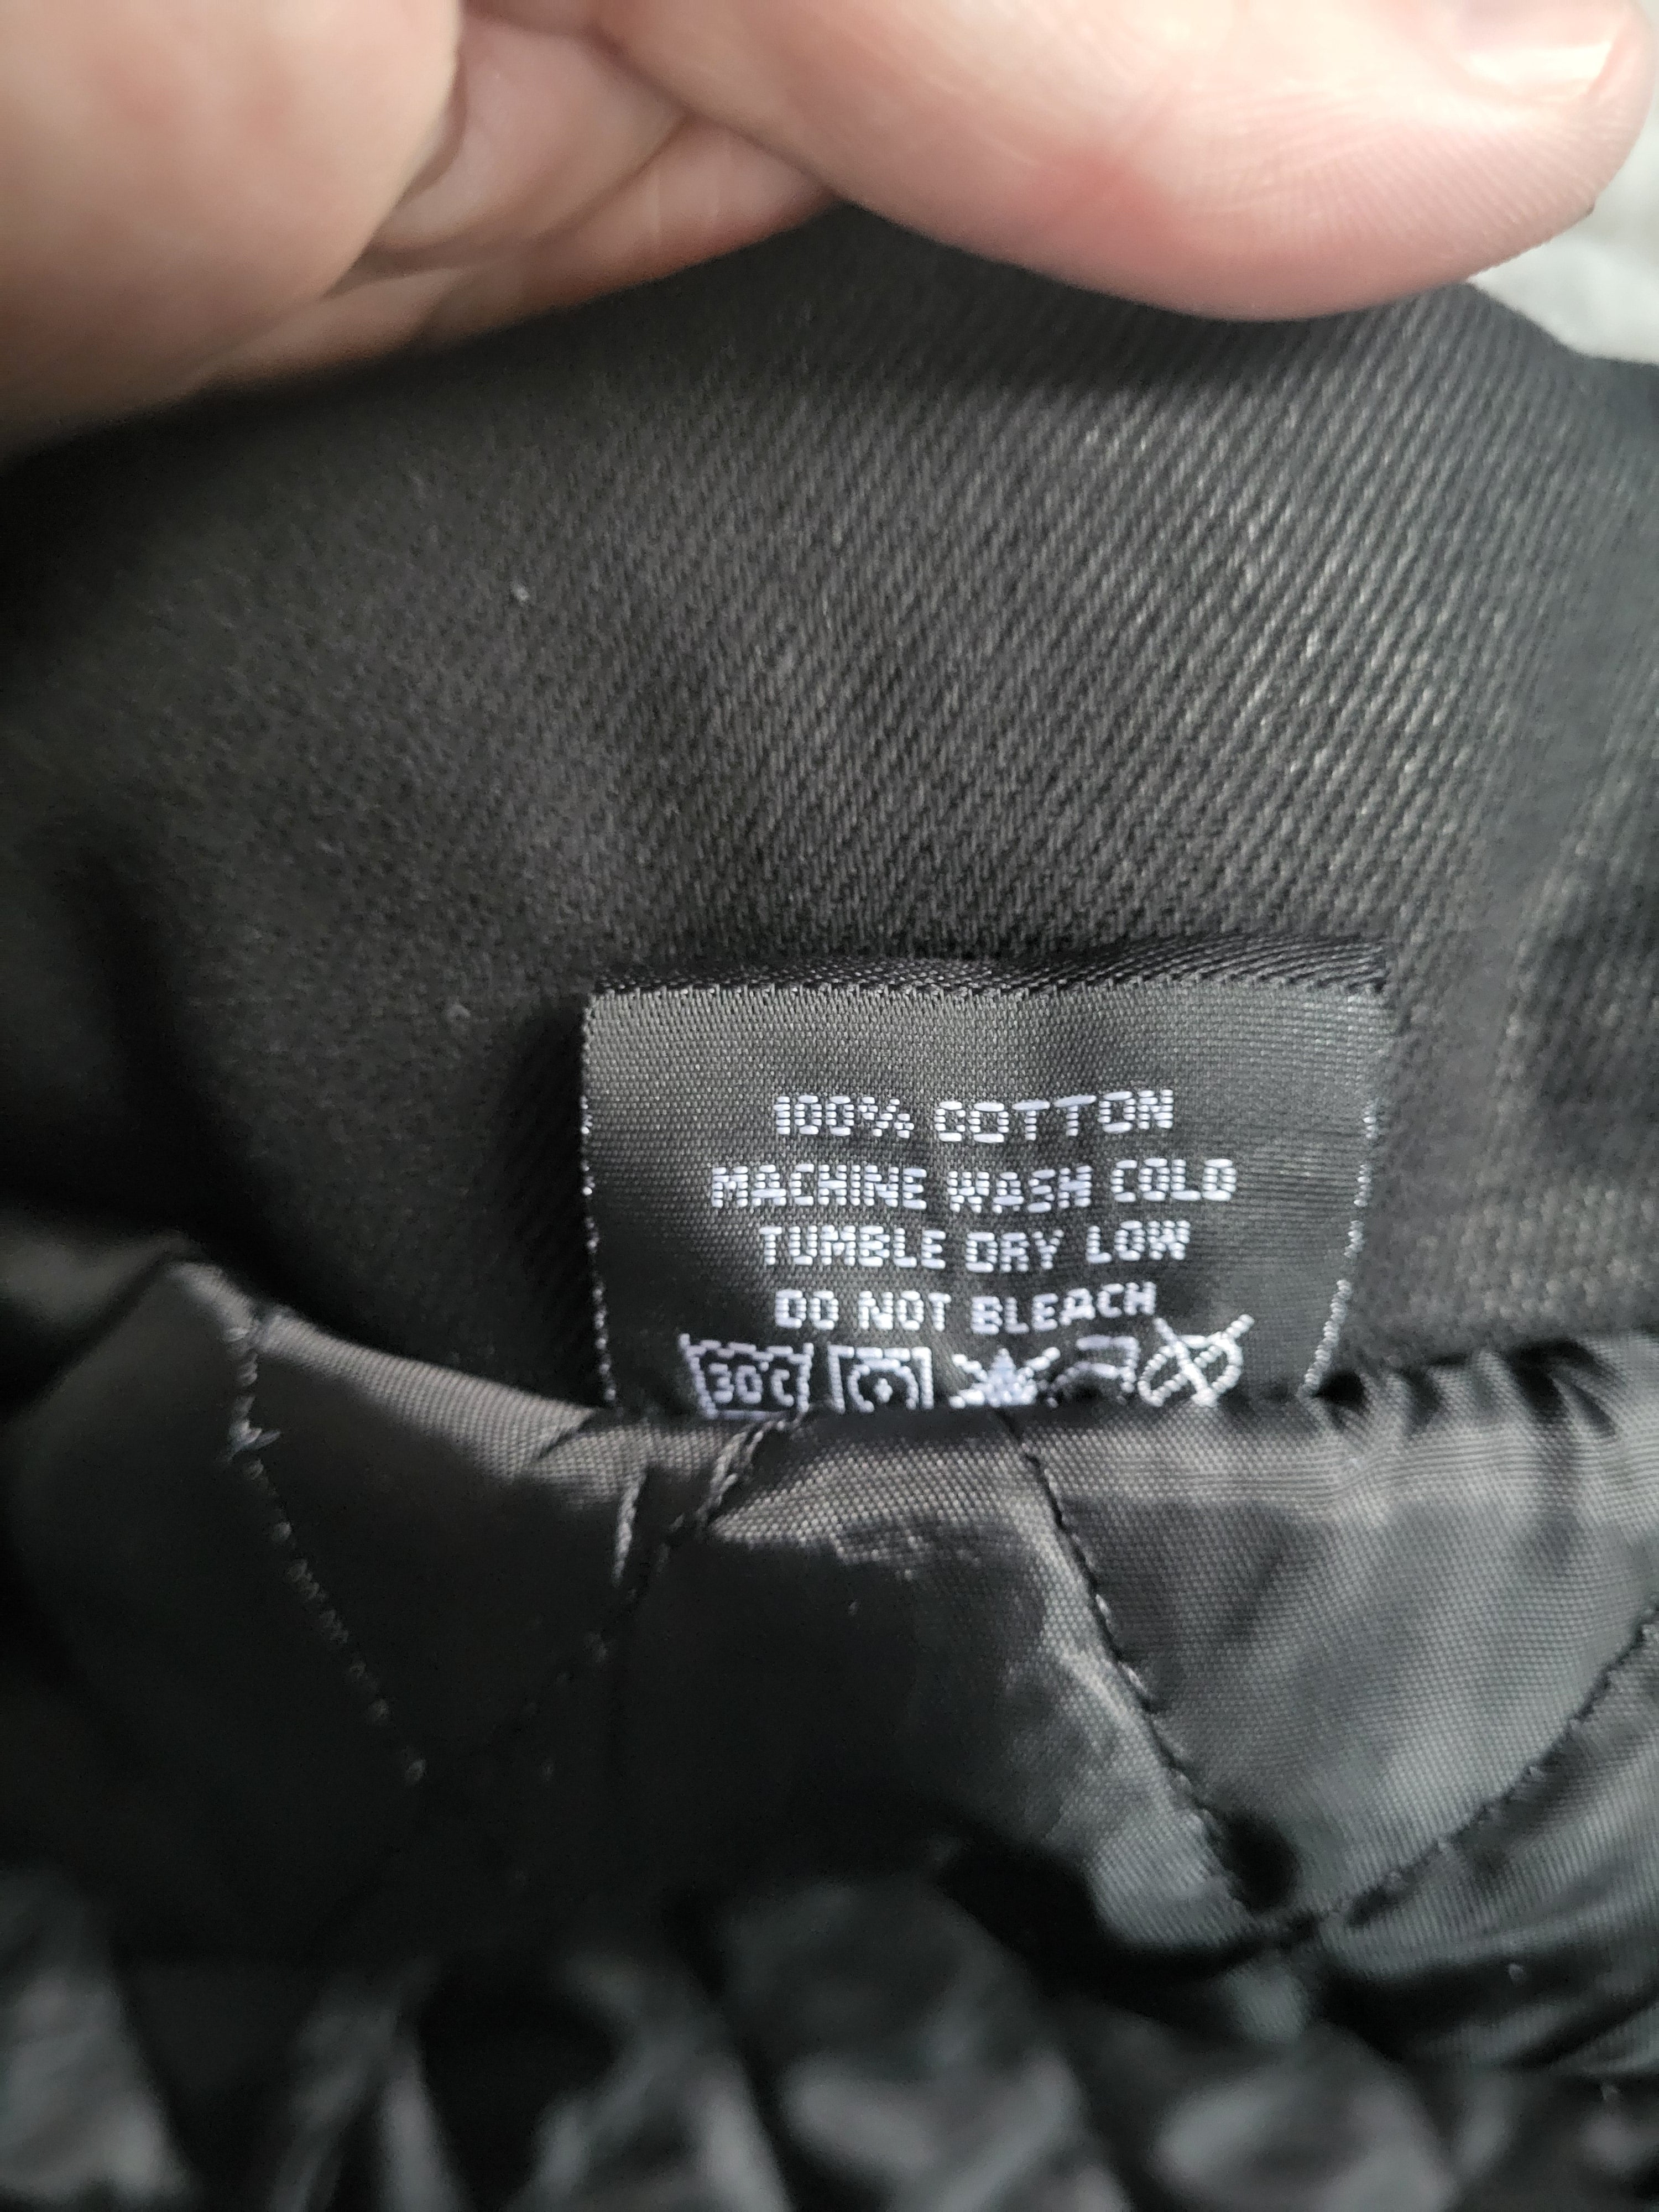 100% COTTON
MACHINE WASH COLD
TUMBLE DRY LOW
DO NOT BLEACH
30°C